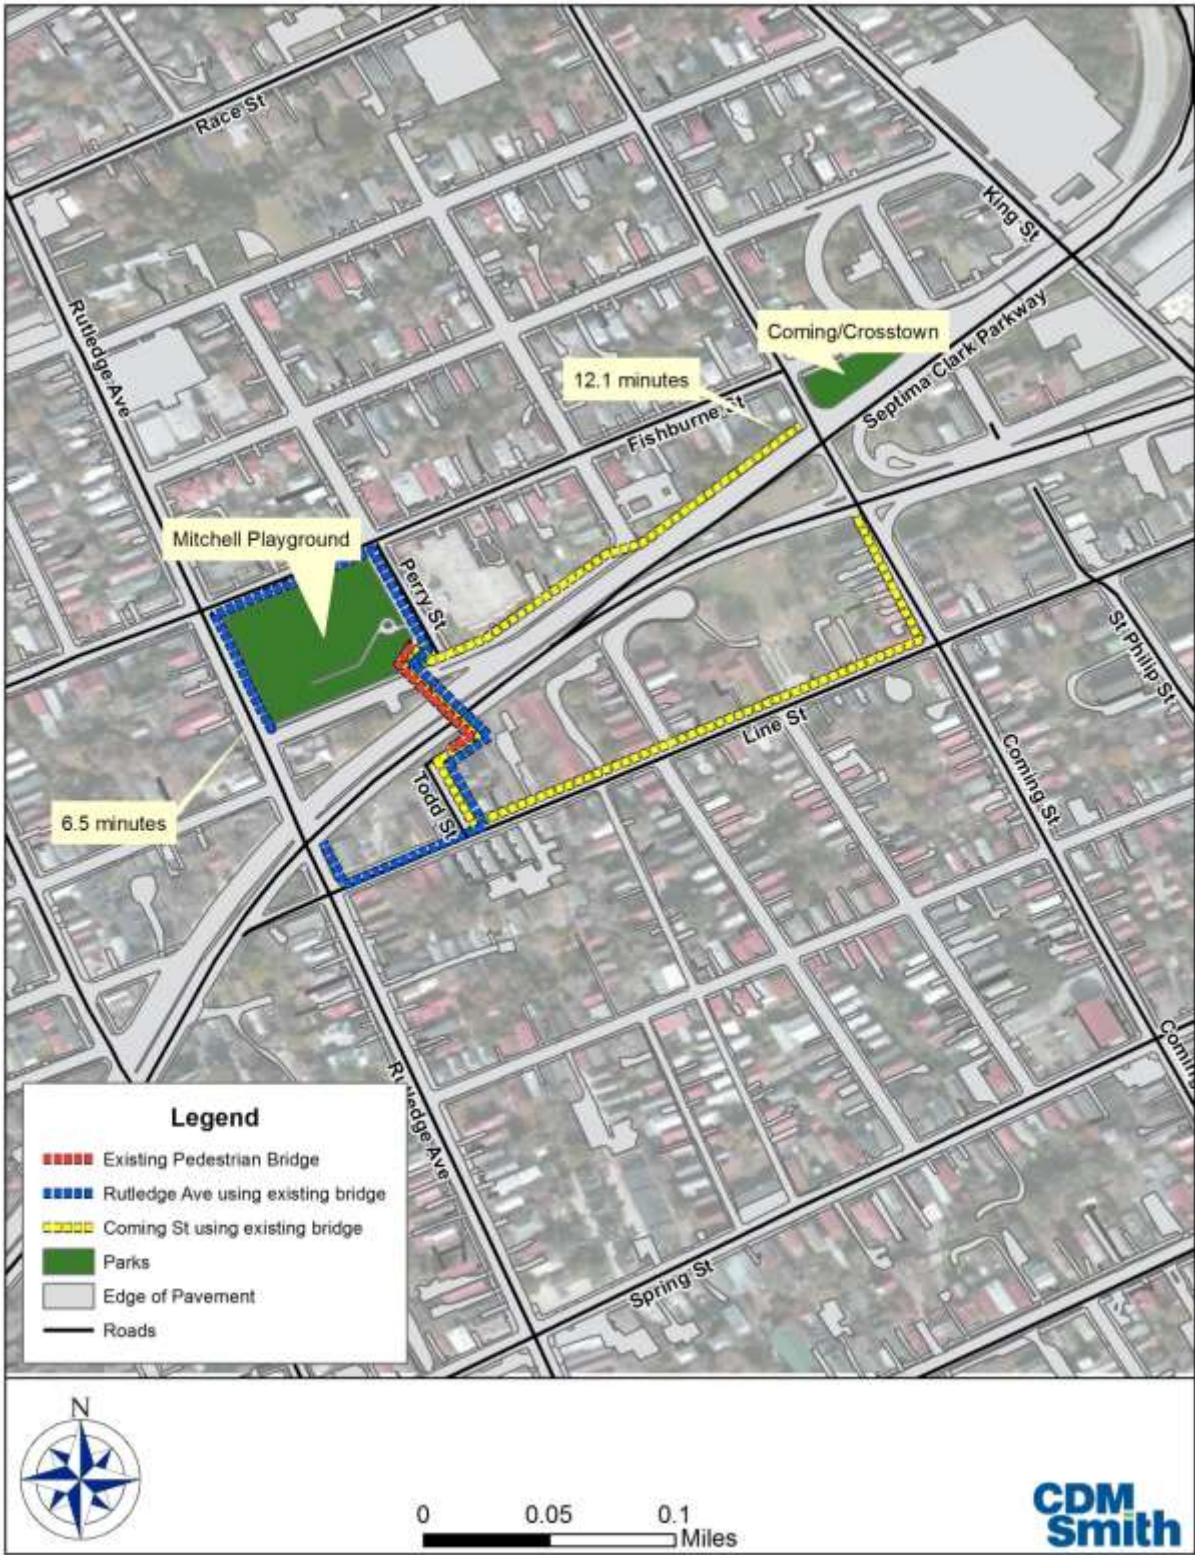 Race St
King St
Rutledge Ave
Coming/Crosstown
Septima Clark Parkway
12.1 minutes
Fishburne St
Mitchell Playground
Perry St
St Philip St
Line St
Coming St
Todd St
6.5 minutes
Rutledge Ave
Coming
Spring St
Legend
Existing Pedestrian Bridge
Rutledge Ave using existing bridge
Coming St using existing bridge
Parks
Edge of Pavement
Roads
N
0 0.05 0.1
Miles
CDM
Smith